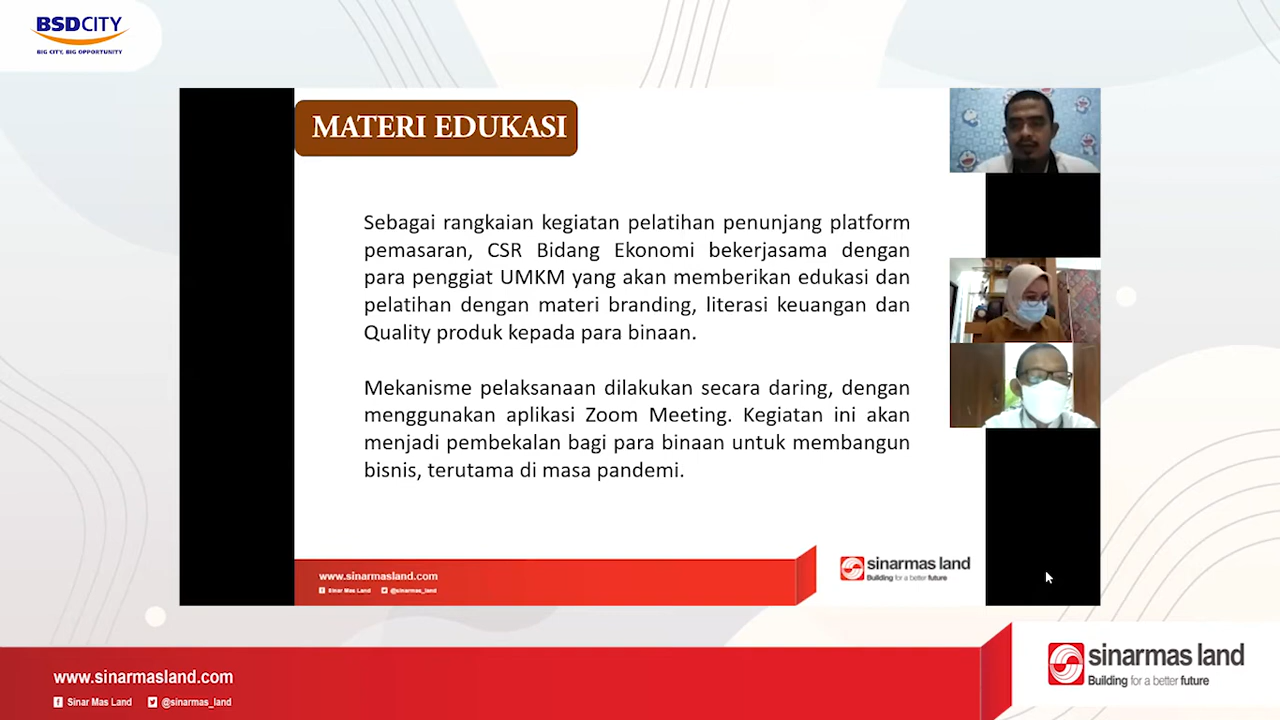 BSDCITY
BIG CITY, BIG OPPORTUNITY
MATERI EDUKASI
Sebagai rangkaian kegiatan pelatihan penunjang platform
pemasaran, CSR Bidang Ekonomi bekerjasama dengan
para penggiat UMKM yang akan memberikan edukasi dan
pelatihan dengan materi branding, literasi keuangan dan
Quality produk kepada para binaan.
Mekanisme pelaksanaan dilakukan secara daring, dengan
menggunakan aplikasi Zoom Meeting. Kegiatan ini akan
menjadi pembekalan bagi para binaan untuk membangun
bisnis, terutama di masa pandemi.
www.sinarmasland.com
Sinar Mas Land @sinarmas_land
sinarmas land
Building for a better future
www.sinarmasland.com
Sinar Mas Land @sinarmas_land
sinarmas land
Building for a better future